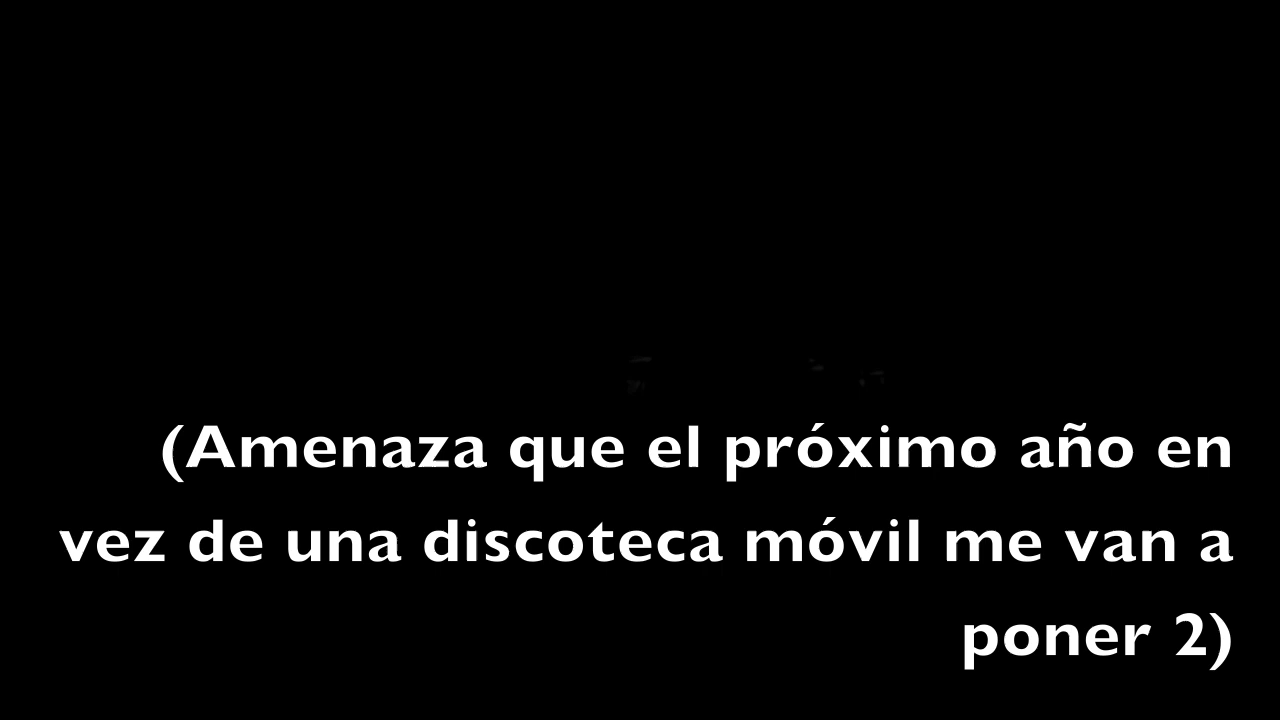 (Amenaza que el próximo año en
vez de una discoteca móvil me van a
poner 2)